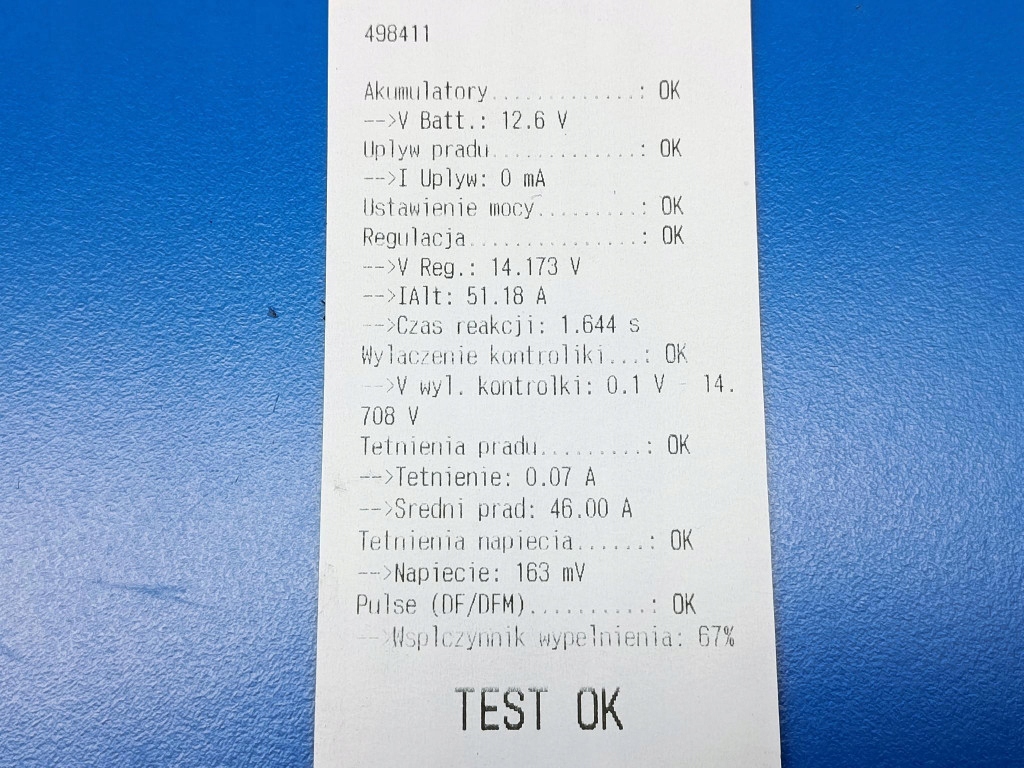 498411
Akumulatory.............: OK
-->V Batt.: 12.6 V
Uplyw pradu.............: OK
-->I Uplyw: 0 mA
Ustawienie mocy.........: OK
Regulacja...............: OK
-->V Reg.: 14.173 V
-->IAlt: 51.18 A
-->Czas reakcji: 1.644 s
Wylaczenie kontroliki...: OK
-->V wyl. kontrolki: 0.1 V - 14.
708 V
Tetnienia pradu.........: OK
-->Tetnienie: 0.07 A
-->Sredni prad: 46.00 A
Tetnienia napiecia......: OK
-->Napiecie: 163 mV
Pulse (DF/DFM)..........: OK
-->Wsplczynnik wypelnienia: 67%
TEST OK